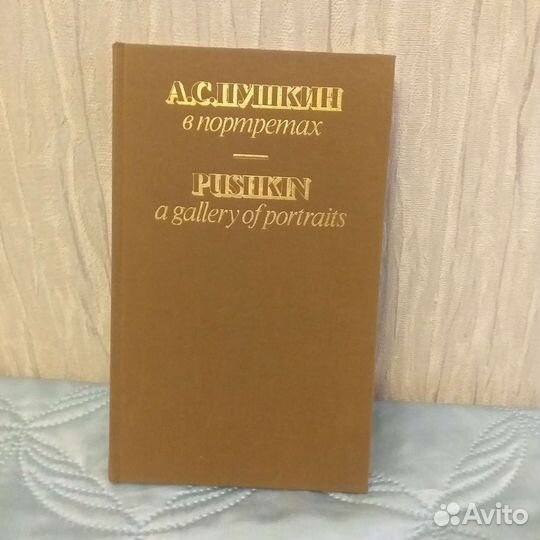 А.С.ПУШКИН
в портретах
PUSHKIN
a gallery of portraits
Avito